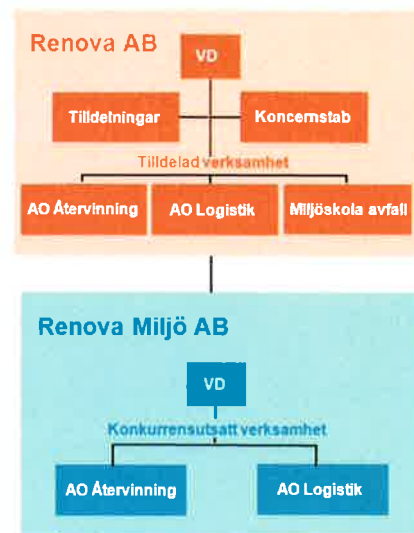 Renova AB
VD
Tilldelningar
Koncernstab
Tilldelad verksamhet
AO Återvinning
AO Logistik
Miljöskola avfall
Renova Miljö AB
VD
Konkurrensutsatt verksamhet
AO Återvinning
AO Logistik